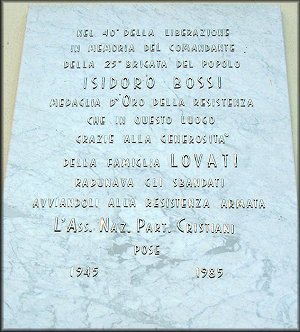 NEL 40° DELLA LIBERAZIONE
IN MEMORIA DEL COMANDANTE
DELLA 25ª BRIGATA DEL POPOLO
ISIDORO BOSSI
MEDAGLIA D'ORO DELLA RESISTENZA
CHE IN QUESTO LUOGO
GRAZIE ALLA GENEROSITA'
DELLA FAMIGLIA LOVATI
RADUNAVA GLI SBANDATI
AVVIANDOLI ALLA RESISTENZA ARMATA
L'ASS. NAZ. PART. CRISTIANI
POSE
1945 1985